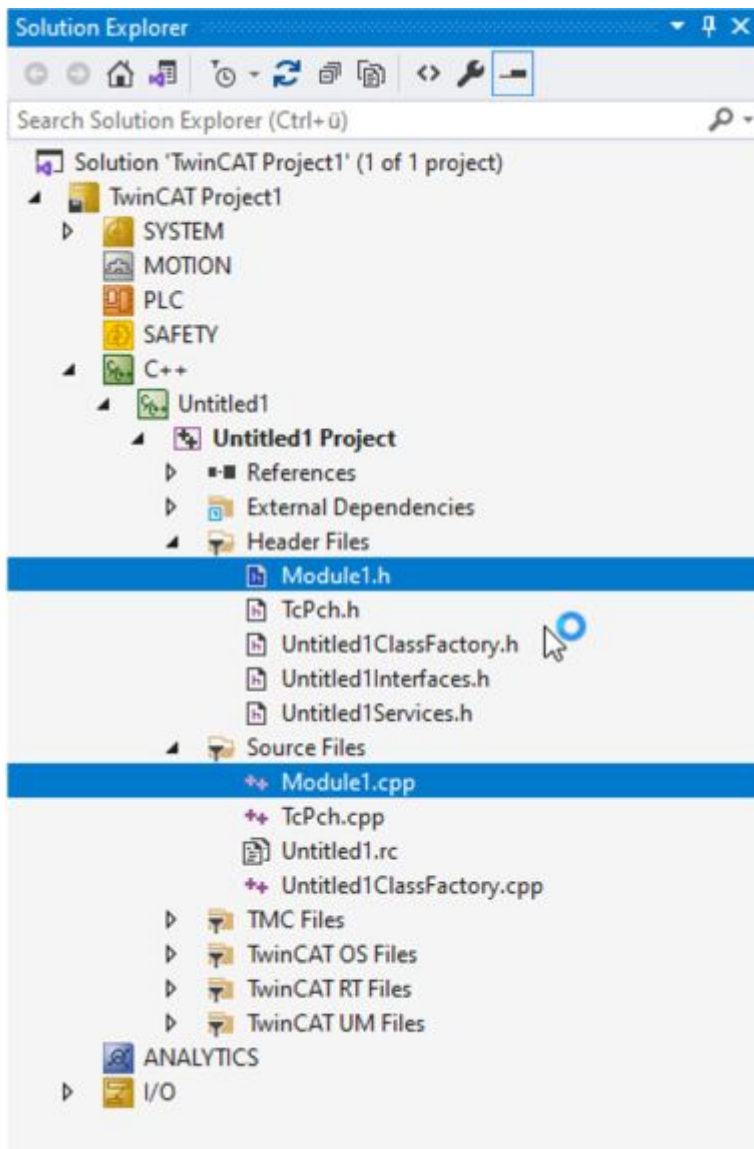 Solution Explorer
Search Solution Explorer (Ctrl+ü)
Solution 'TwinCAT Project1' (1 of 1 project)
TwinCAT Project1
SYSTEM
MOTION
PLC
SAFETY
C++
Untitled1
Untitled1 Project
References
External Dependencies
Header Files
Module1.h
TcPch.h
Untitled1ClassFactory.h
Untitled1Interfaces.h
Untitled1Services.h
Source Files
Module1.cpp
TcPch.cpp
Untitled1.rc
Untitled1ClassFactory.cpp
TMC Files
TwinCAT OS Files
TwinCAT RT Files
TwinCAT UM Files
ANALYTICS
I/O